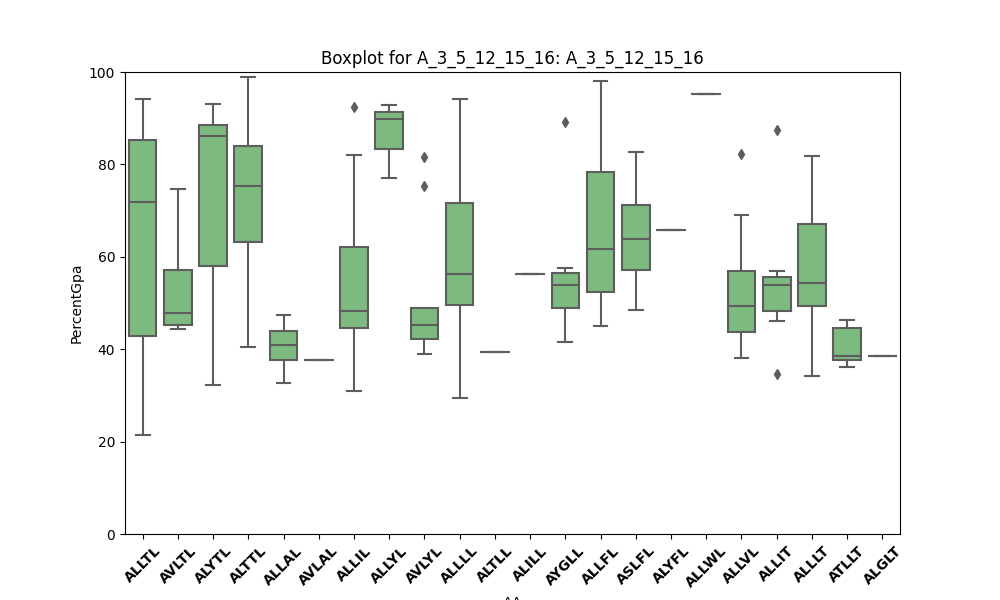 Boxplot for A_3_5_12_15_16: A_3_5_12_15_16
100
80
60
40
20
0
PercentGpa
ALLTL AVLTL ALYTL ALTTL ALLAL AVLAL ALLIL ALLYL AVLYL ALLLL ALTLL ALILL AYGLL ALLFL ASLFL ALYFL ALLWL ALLVL ALLIT ALLLT ATLLT ALGLT
AA